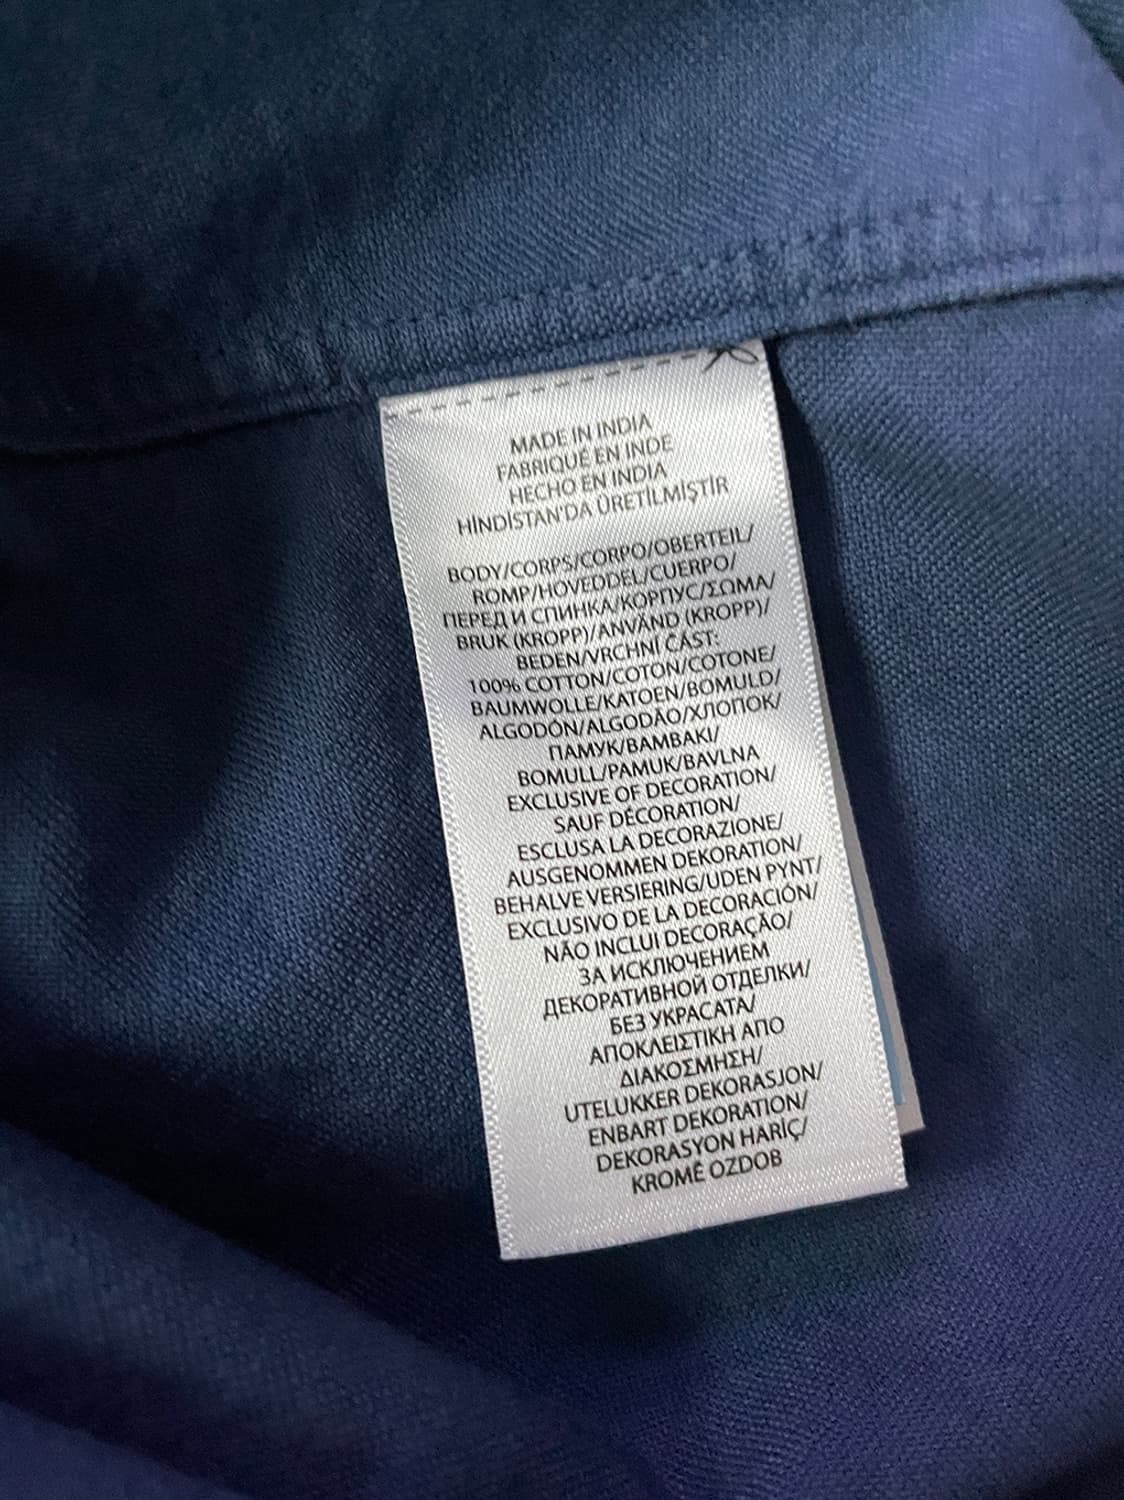 MADE IN INDIA
FABRIQUÉ EN INDE
HECHO EN INDIA
HİNDİSTAN'DA ÜRETİLMİŞTİR
BODY/CORPS/CORPO/OBERTEIL/
ROMP/HOVEDDEL/CUERPO/
ПЕРЕД И СПИНКА/КОРПУС/ΣΩΜΑ/
BRUK (KROPP)/ANVÄND (KROPP)/
BEDEN/VRCHNÍ ČÁST:
100% COTTON/COTON/COTONE/
BAUMWOLLE/KATOEN/BOMULD/
ALGODÓN/ALGODÃO/ХЛОПОК/
ПАМУК/ΒΑΜΒΑΚΙ/
BOMULL/PAMUK/BAVLNA
EXCLUSIVE OF DECORATION/
SAUF DÉCORATION/
ESCLUSA LA DECORAZIONE/
AUSGENOMMEN DEKORATION/
BEHALVE VERSIERING/UDEN PYNT/
EXCLUSIVO DE LA DECORACIÓN/
NÃO INCLUI DECORAÇÃO/
ЗА ИСКЛЮЧЕНИЕМ
ДЕКОРАТИВНОЙ ОТДЕЛКИ/
БЕЗ УКРАСАТА/
ΑΠΟΚΛΕΙΣΤΙΚΗ ΑΠΟ
ΔΙΑΚΟΣΜΗΣΗ/
UTELUKKER DEKORASJON/
ENBART DEKORATION/
DEKORASYON HARİÇ/
KROMĚ OZDOB